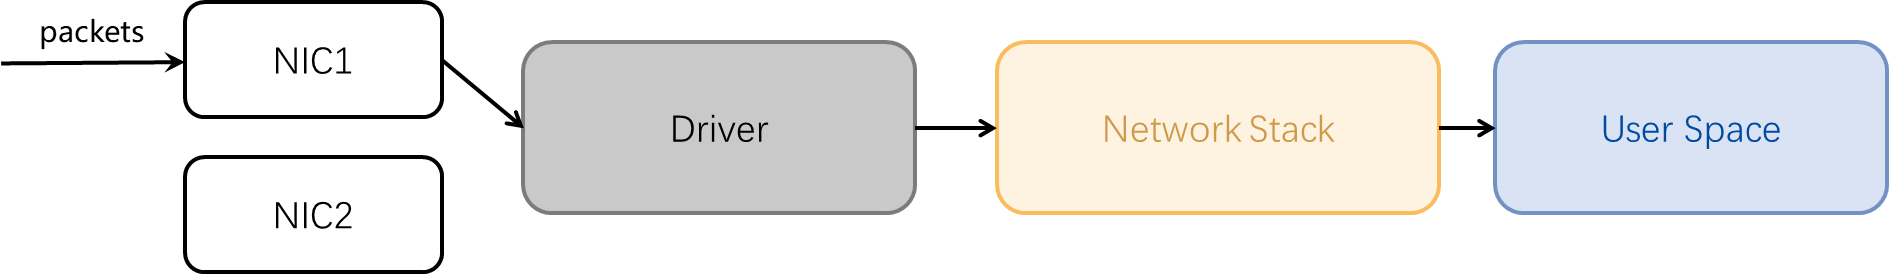 packets
NIC1
NIC2
Driver
Network Stack
User Space